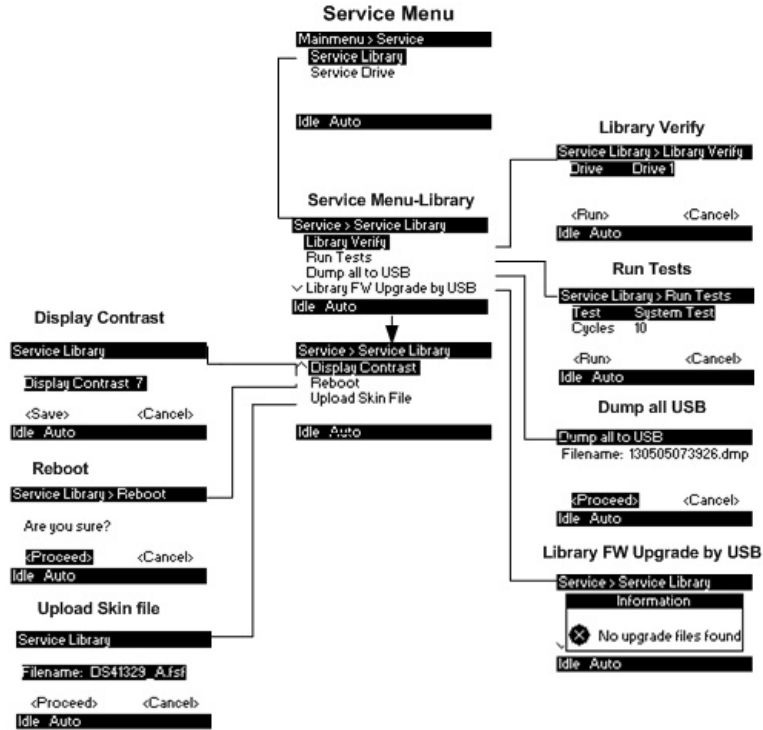 Service Menu
Mainmenu > Service
Service Library
Service Drive
Idle Auto
Service Menu-Library
Service > Service Library
Library Verify
Run Tests
Dump all to USB
Library FW Upgrade by USB
Idle Auto
Service > Service Library
Display Contrast
Reboot
Upload Skin File
Idle Auto
Display Contrast
Service Library
Display Contrast 7
<Save> <Cancel>
Idle Auto
Reboot
Service Library > Reboot
Are you sure?
<Proceed> <Cancel>
Idle Auto
Upload Skin file
Service Library
Filename: DS41329_A.fsf
<Proceed> <Cancel>
Idle Auto
Library Verify
Service Library > Library Verify
Drive Drive 1
<Run> <Cancel>
Idle Auto
Run Tests
Service Library > Run Tests
Test System Test
Cycles 10
<Run> <Cancel>
Idle Auto
Dump all USB
Dump all to USB
Filename: 130505073926.dmp
<Proceed> <Cancel>
Idle Auto
Library FW Upgrade by USB
Service > Service Library
Information
No upgrade files found
Idle Auto